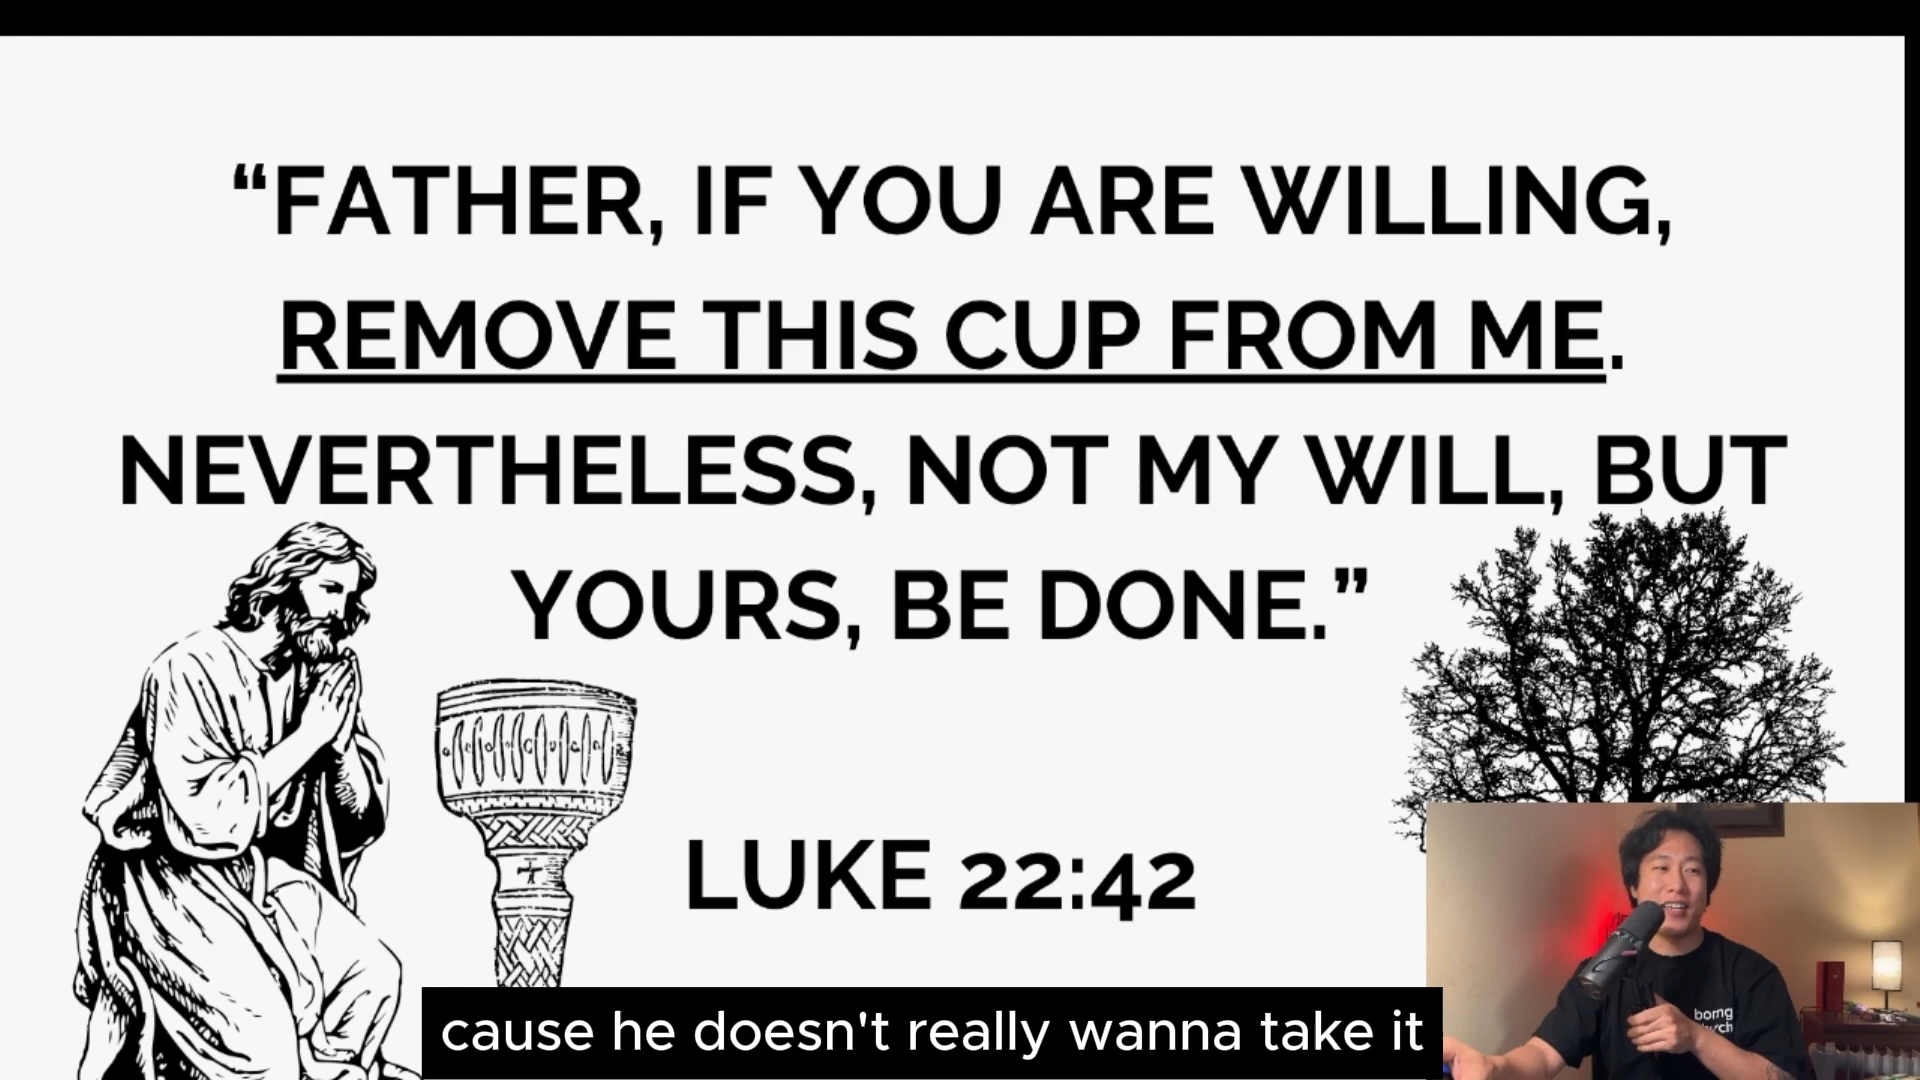 “FATHER, IF YOU ARE WILLING,
REMOVE THIS CUP FROM ME.
NEVERTHELESS, NOT MY WILL, BUT
YOURS, BE DONE.”
LUKE 22:42
cause he doesn't really wanna take it